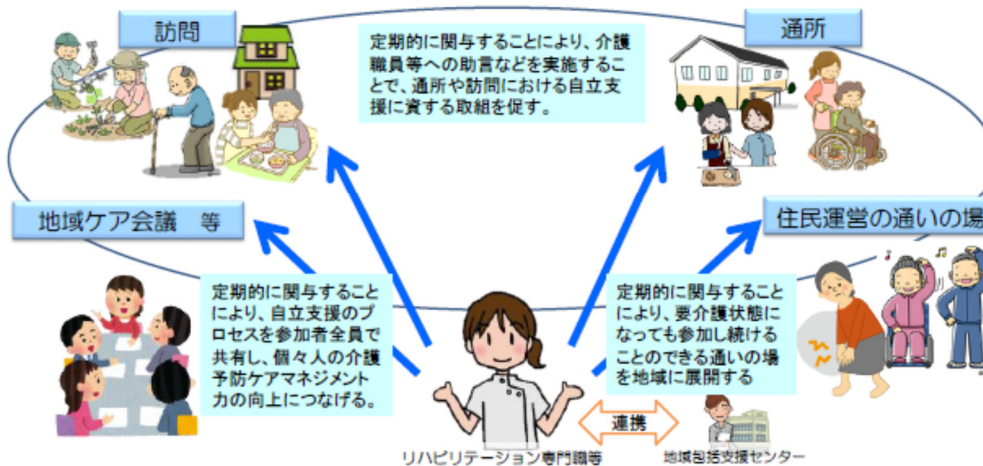 訪問
通所
定期的に関与することにより、介護
職員等への助言などを実施するこ
とで、通所や訪問における自立支
援に資する取組を促す。
地域ケア会議 等
住民運営の通いの場
定期的に関与すること
により、自立支援のプ
ロセスを参加者全員で
共有し、個々人の介護
予防ケアマネジメント
力の向上につなげる。
定期的に関与すること
により、要介護状態に
なっても参加し続ける
ことのできる通いの場
を地域に展開する
連携
リハビリテーション専門職等
地域包括支援センター